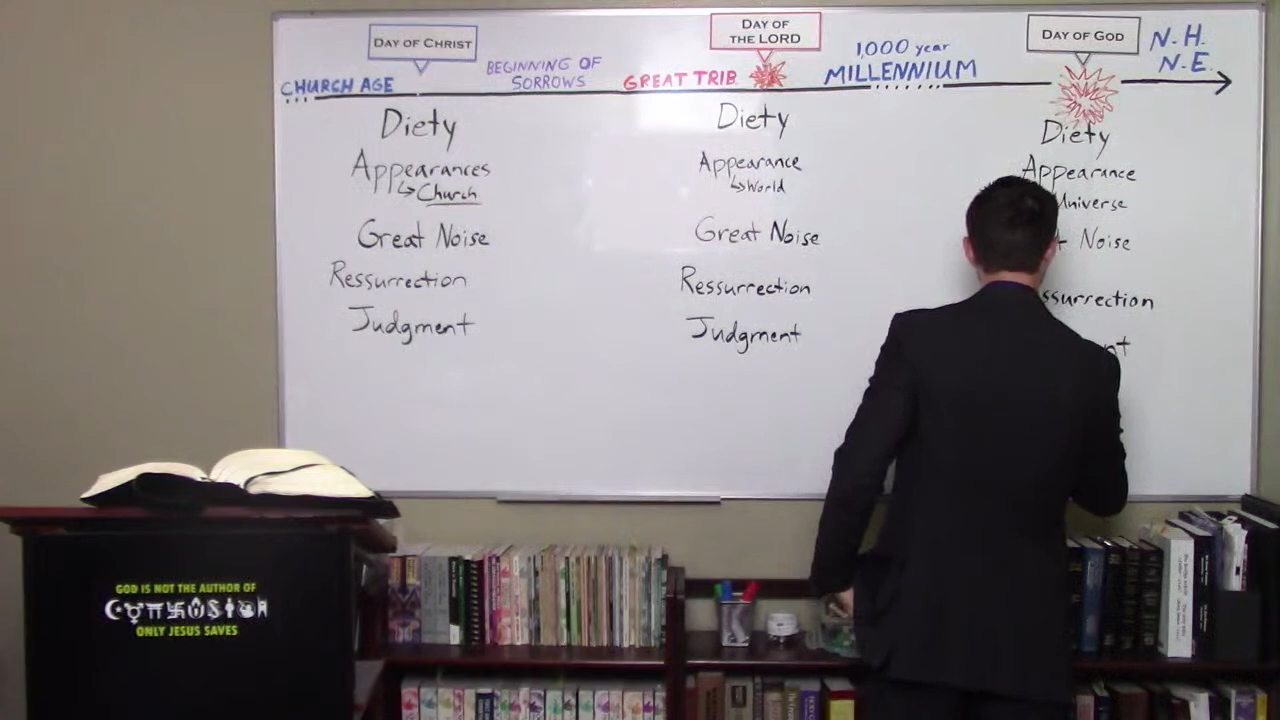 DAY OF CHRIST
DAY OF
THE LORD
DAY OF GOD
CHURCH AGE
BEGINNING OF
SORROWS
GREAT TRIB
1,000 year
MILLENNIUM
N.H.
N.E.
Diety
Appearances
Church
Great Noise
Ressurrection
Judgment
Diety
Appearance
World
Great Noise
Ressurrection
Judgment
Diety
Appearance
Universe
Noise
ssurrection
nt
GOD IS NOT THE AUTHOR OF
ONLY JESUS SAVES